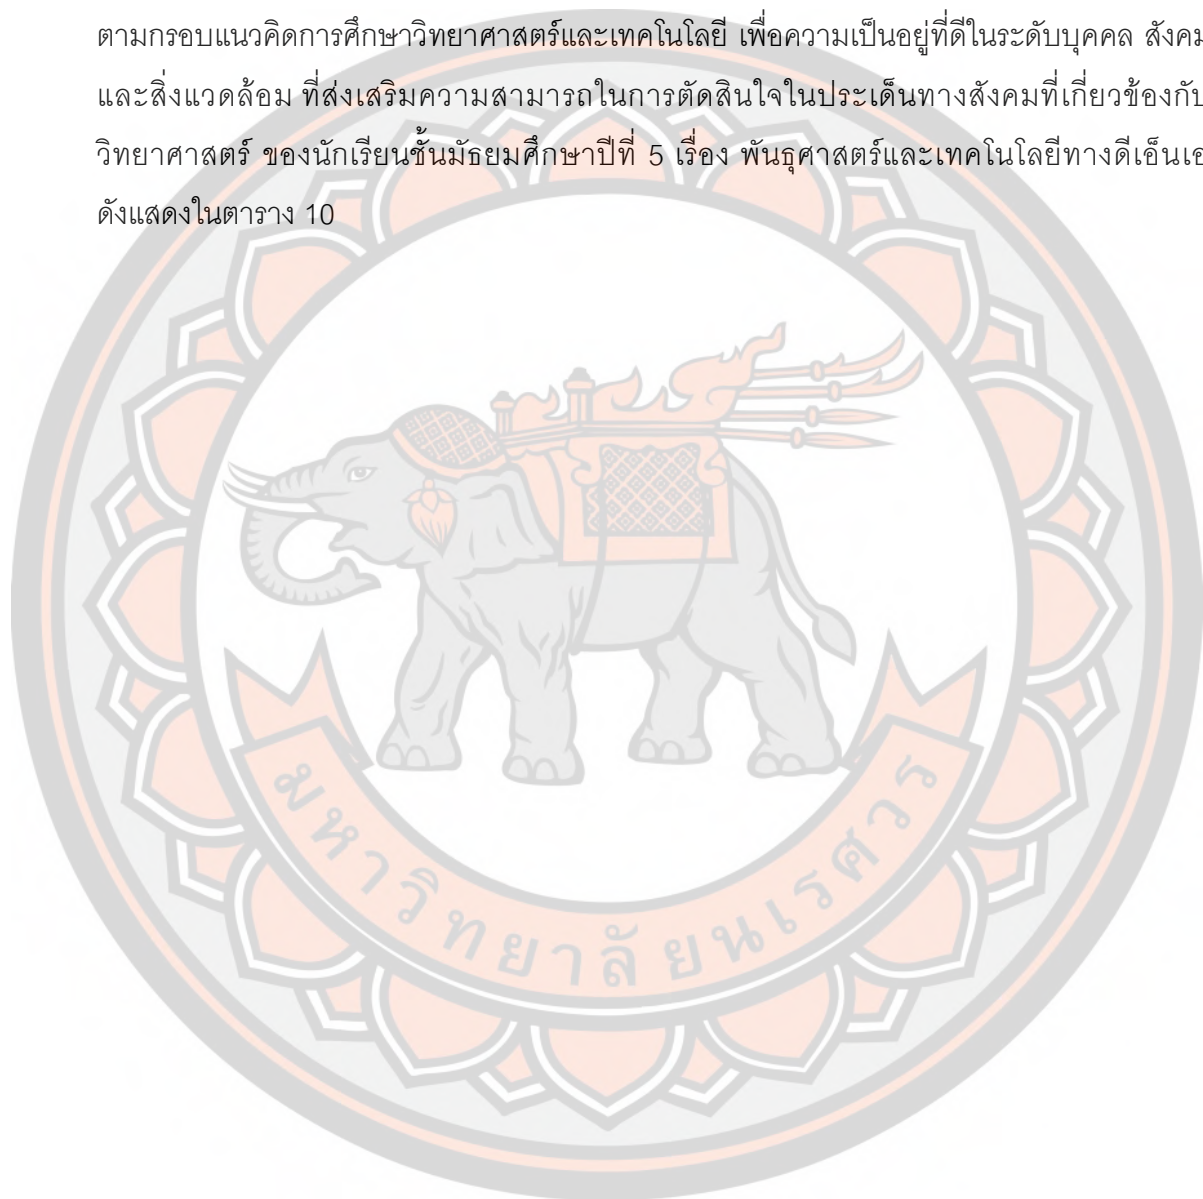 ตามกรอบแนวคิดการศึกษาวิทยาศาสตร์และเทคโนโลยี เพื่อความเป็นอยู่ที่ดีในระดับบุคคล สังคม
และสิ่งแวดล้อม ที่ส่งเสริมความสามารถในการตัดสินใจในประเด็นทางสังคมที่เกี่ยวข้องกับ
วิทยาศาสตร์ ของนักเรียนชั้นมัธยมศึกษาปีที่ 5 เรื่อง พันธุศาสตร์และเทคโนโลยีทางดีเอ็นเอ
ดังแสดงในตาราง 10
มหาวิทยาลัยนเรศวร